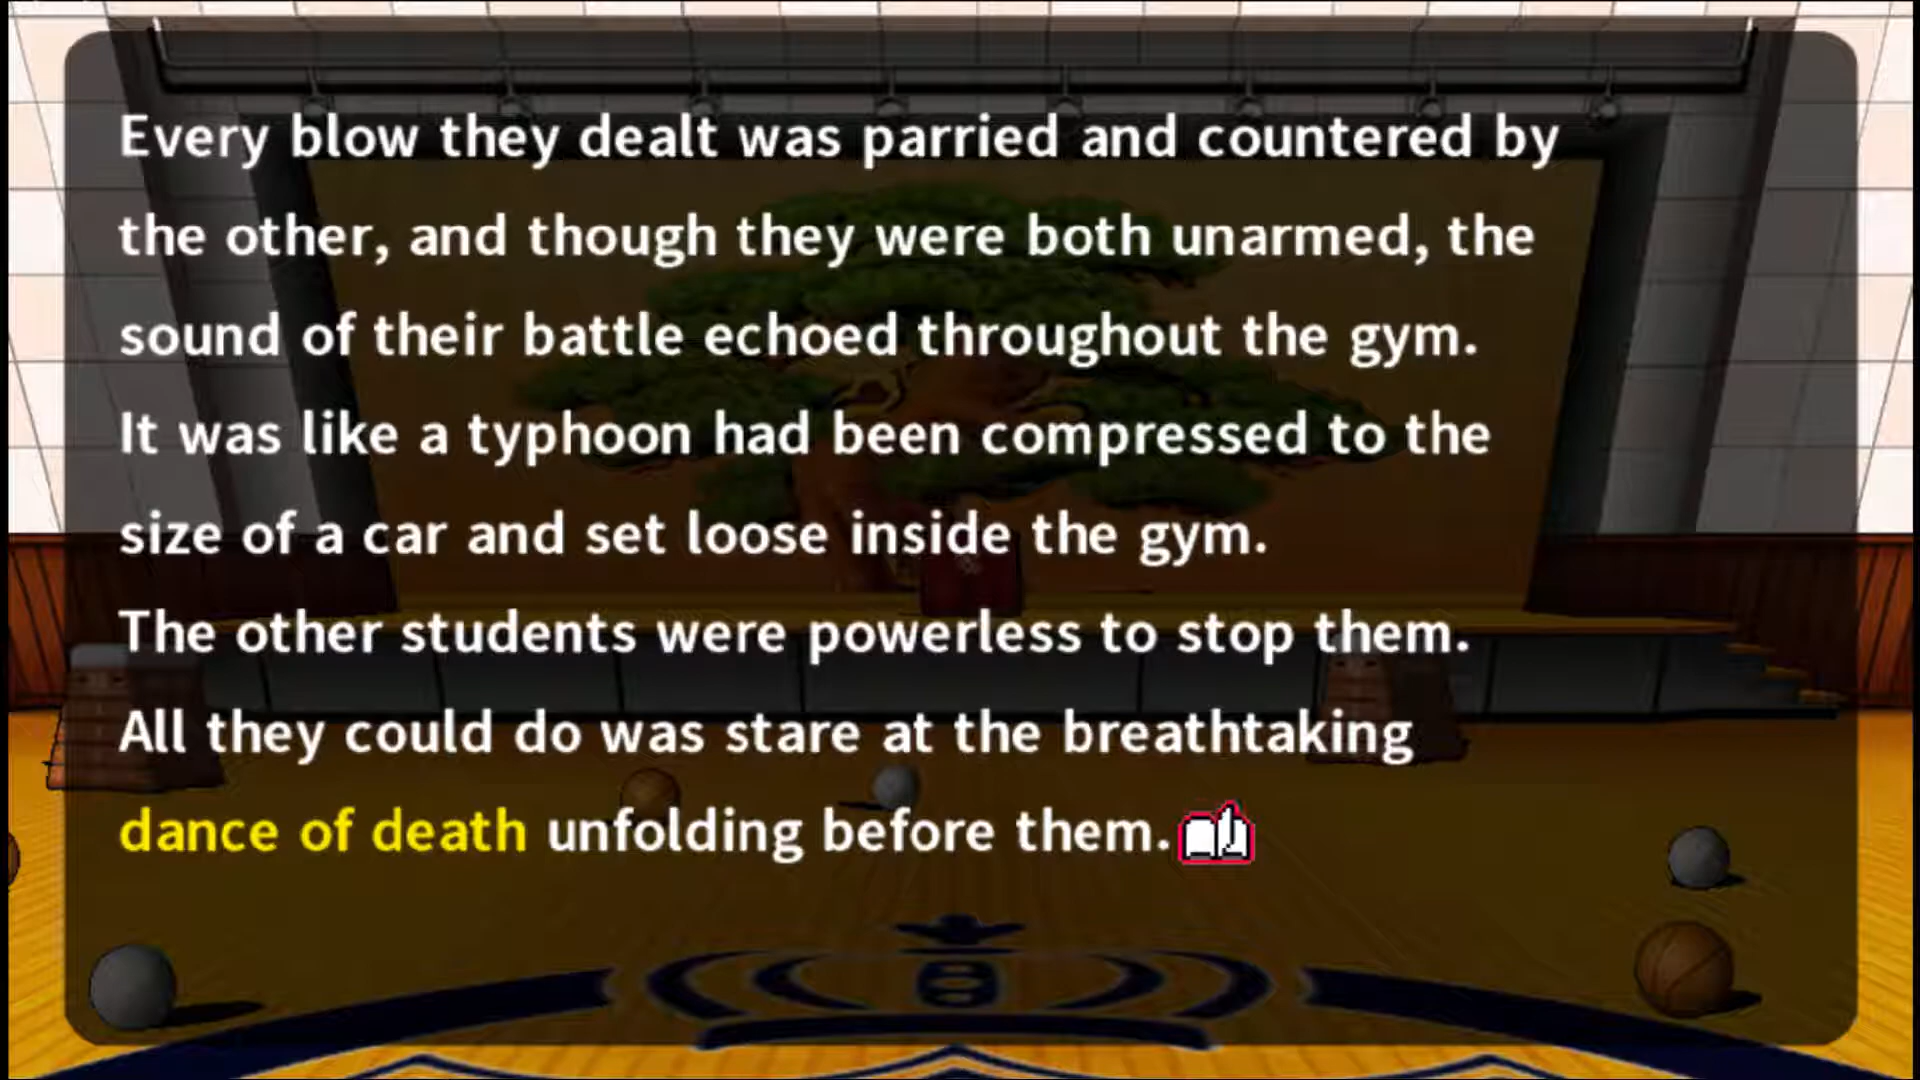 Every blow they dealt was parried and countered by
the other, and though they were both unarmed, the
sound of their battle echoed throughout the gym.
It was like a typhoon had been compressed to the
size of a car and set loose inside the gym.
The other students were powerless to stop them.
All they could do was stare at the breathtaking
dance of death unfolding before them.